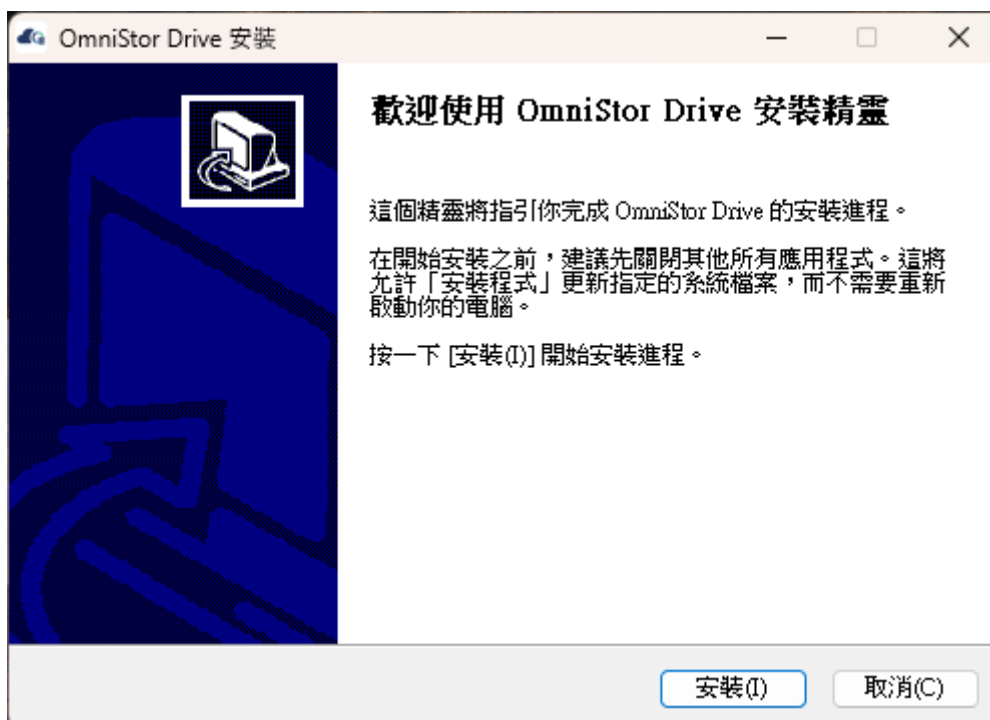 OmniStor Drive 安裝
歡迎使用 OmniStor Drive 安裝精靈
這個精靈將指引你完成 OmniStor Drive 的安裝進程。
在開始安裝之前，建議先關閉其他所有應用程式。這將
允許「安裝程式」更新指定的系統檔案，而不需要重新
啟動你的電腦。
按一下 [安裝(I)] 開始安裝進程。
安裝(I)
取消(C)